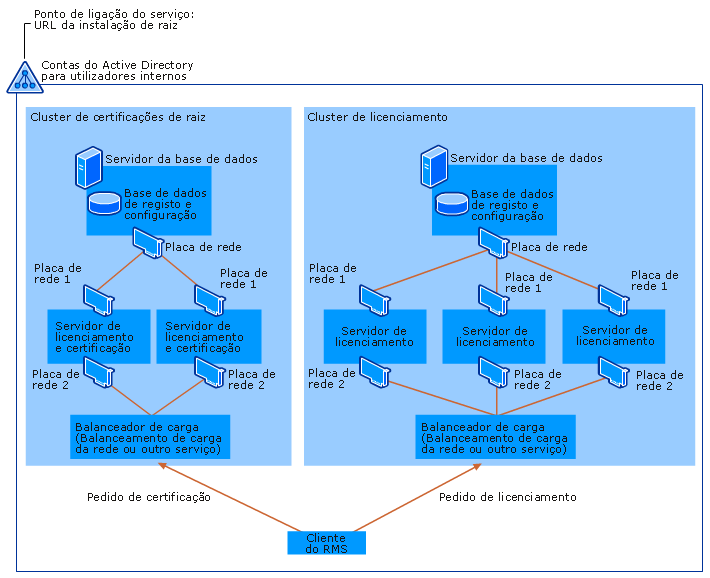 Ponto de ligação do serviço:
URL da instalação de raiz
Contas do Active Directory
para utilizadores internos
Cluster de certificações de raiz
Servidor da base de dados
Base de dados
de registo e
configuração
Placa de rede
Placa de
rede 1
Placa de
rede 1
Servidor de
licenciamento
e certificação
Servidor de
licenciamento
e certificação
Placa de
rede 2
Placa de
rede 2
Balanceador de carga
(Balanceamento de carga
da rede ou outro serviço)
Cluster de licenciamento
Servidor da base de dados
Base de dados
de registo e
configuração
Placa de rede
Placa de
rede 1
Placa de
rede 1
Placa de
rede 1
Servidor de
licenciamento
Servidor de
licenciamento
Servidor de
licenciamento
Placa de
rede 2
Placa de
rede 2
Placa de
rede 2
Balanceador de carga
(Balanceamento de carga
da rede ou outro serviço)
Pedido de certificação
Pedido de licenciamento
Cliente
do RMS